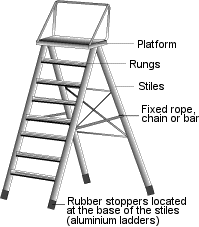 Platform
Rungs
Stiles
Fixed rope,
chain or bar
Rubber stoppers located
at the base of the stiles
(aluminium ladders)